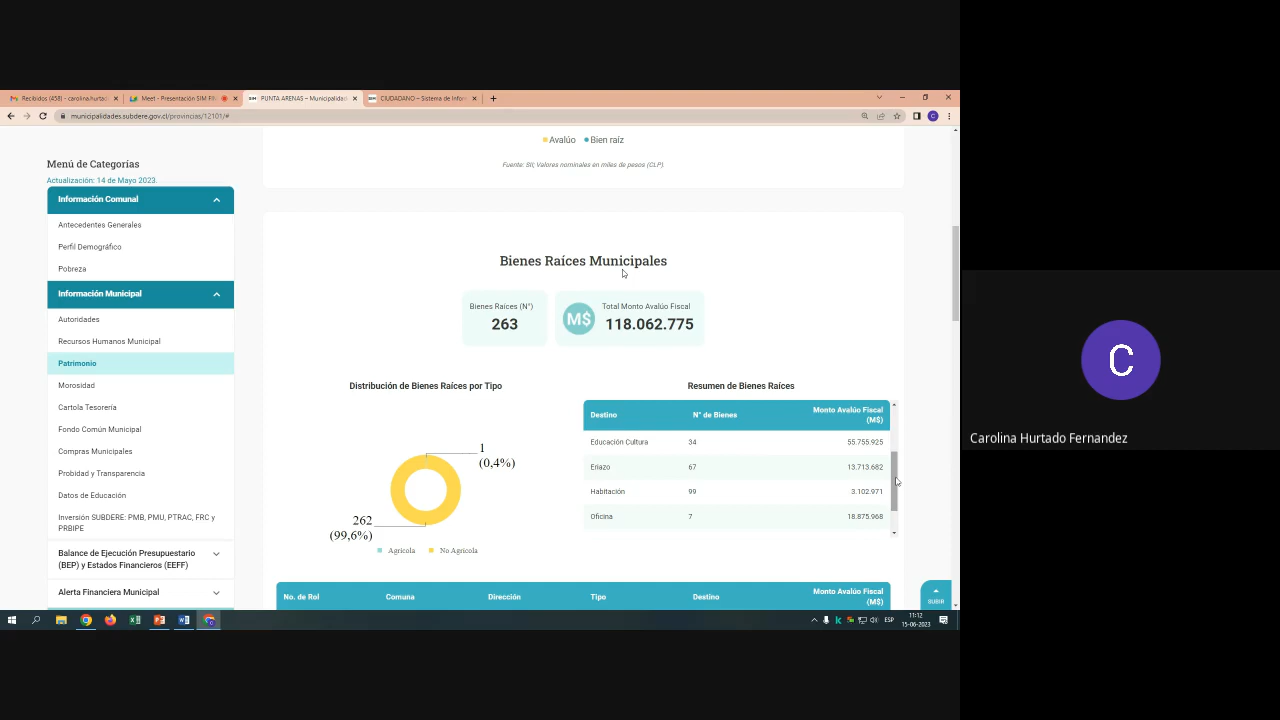 Recibidos (458) - carolina.hurta
Meet - Presentación SIM FIN
SIM PUNTA ARENAS – Municipalidad
SIM CIUDADANO – Sistema de Infor
municipalidades.subdere.gov.cl/provincias/12101/#
C
Menú de Categorías
Actualización: 14 de Mayo 2023.
Información Comunal
Antecedentes Generales
Perfil Demográfico
Pobreza
Información Municipal
Autoridades
Recursos Humanos Municipal
Patrimonio
Morosidad
Cartola Tesorería
Fondo Común Municipal
Compras Municipales
Probidad y Transparencia
Datos de Educación
Inversión SUBDERE: PMB, PMU, PTRAC, FRC y
PRBIPE
Balance de Ejecución Presupuestario
(BEP) y Estados Financieros (EEFF)
Alerta Financiera Municipal
Avalúo Bien raíz
Fuente: SII; Valores nominales en miles de pesos (CLP).
Bienes Raíces Municipales
Bienes Raíces (N°)
263
M$
Total Monto Avalúo Fiscal
118.062.775
Distribución de Bienes Raíces por Tipo
1
(0,4%)
262
(99,6%)
Agrícola No Agrícola
Resumen de Bienes Raíces
Destino N° de Bienes Monto Avalúo Fiscal
(M$)
Educación Cultura 34 55.755.925
Eriazo 67 13.713.682
Habitación 99 3.102.971
Oficina 7 18.875.968
No. de Rol Comuna Dirección Tipo Destino Monto Avalúo Fiscal
(M$)
SUBIR
ESP
11:12
15-06-2023
C
Carolina Hurtado Fernandez